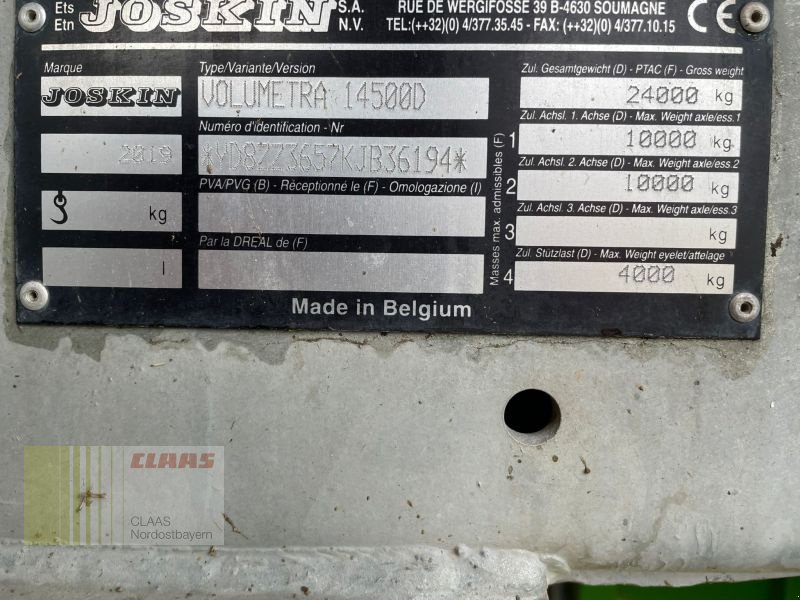 Ets
Etn JOSKIN S.A.
N.V.
RUE DE WERGIFOSSE 39 B-4630 SOUMAGNE
TEL:(++32)(0) 4/377.35.45 - FAX: (++32)(0) 4/377.10.15
CE
Marque
JOSKIN
2019
kg
l
Type/Variante/Version
VOLUMETRA 14500D
Numéro d'identification - Nr
*YD8ZZ3657KJB36194*
PVA/PVG (B) - Réceptionné le (F) - Omologazione (I)
Par la DREAL de (F)
Masses max. admissibles (F)
Zul. Gesamtgewicht (D) - PTAC (F) - Gross weight
24000 kg
Zul. Achsl. 1. Achse (D) - Max. Weight axle/ess.1
1 10000 kg
Zul. Achsl. 2. Achse (D) - Max. Weight axle/ess.2
2 10000 kg
Zul. Achsl. 3. Achse (D) - Max. Weight axle/ess.3
3 kg
Zul. Stützlast (D) - Max. Weight eyelet/attelage
4 4000 kg
Made in Belgium
CLAAS
CLAAS
Nordostbayern